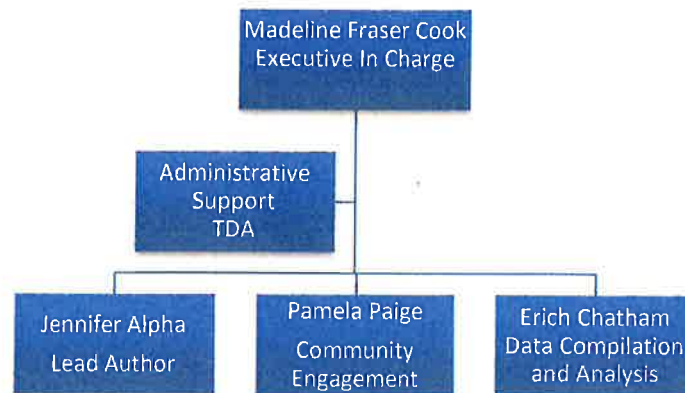 Madeline Fraser Cook
Executive In Charge
Administrative
Support
TDA
Jennifer Alpha
Lead Author
Pamela Paige
Community
Engagement
Erich Chatham
Data Compilation
and Analysis